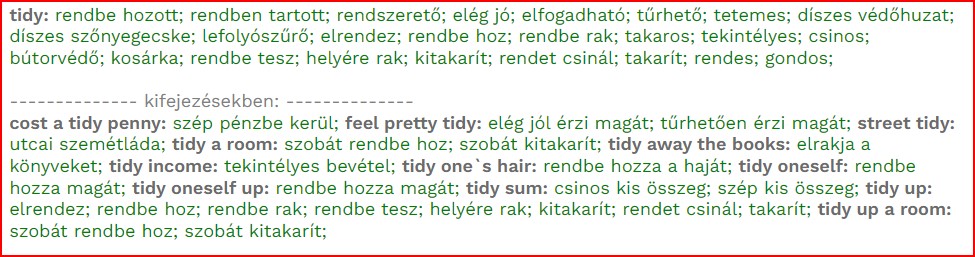 tidy: rendbe hozott; rendben tartott; rendszerető; elég jó; elfogadható; tűrhető; tetemes; díszes védőhuzat;
díszes szőnyegecske; lefolyószűrő; elrendez; rendbe hoz; rendbe rak; takaros; tekintélyes; csinos;
bútorvédő; kosárka; rendbe tesz; helyére rak; kitakarít; rendet csinál; takarít; rendes; gondos;
-------------- kifejezésekben: --------------
cost a tidy penny: szép pénzbe kerül; feel pretty tidy: elég jól érzi magát; tűrhetően érzi magát; street tidy:
utcai szemétláda; tidy a room: szobát rendbe hoz; szobát kitakarít; tidy away the books: elrakja a
könyveket; tidy income: tekintélyes bevétel; tidy one`s hair: rendbe hozza a haját; tidy oneself: rendbe
hozza magát; tidy oneself up: rendbe hozza magát; tidy sum: csinos kis összeg; szép kis összeg; tidy up:
elrendez; rendbe hoz; rendbe rak; rendbe tesz; helyére rak; kitakarít; rendet csinál; takarít; tidy up a room:
szobát rendbe hoz; szobát kitakarít;